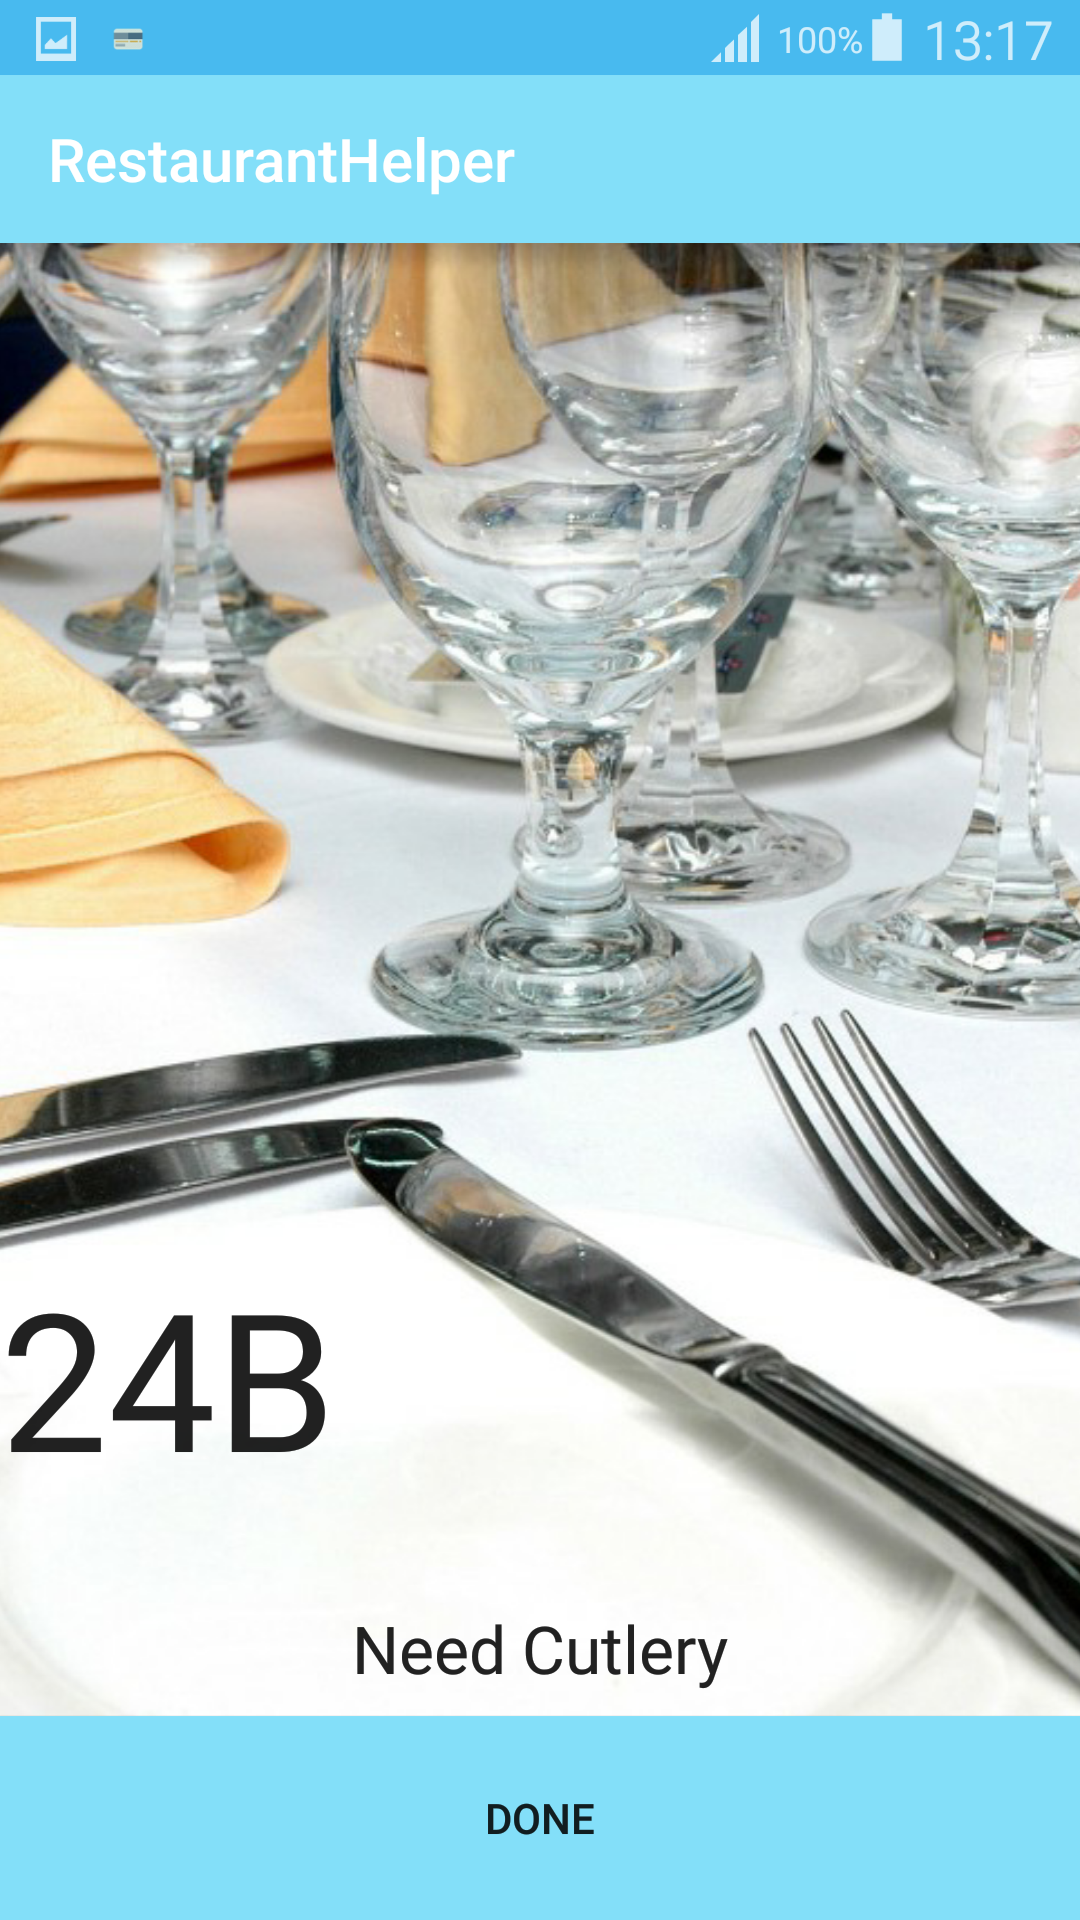 100% 13:17
RestaurantHelper
24B
Need Cutlery
DONE